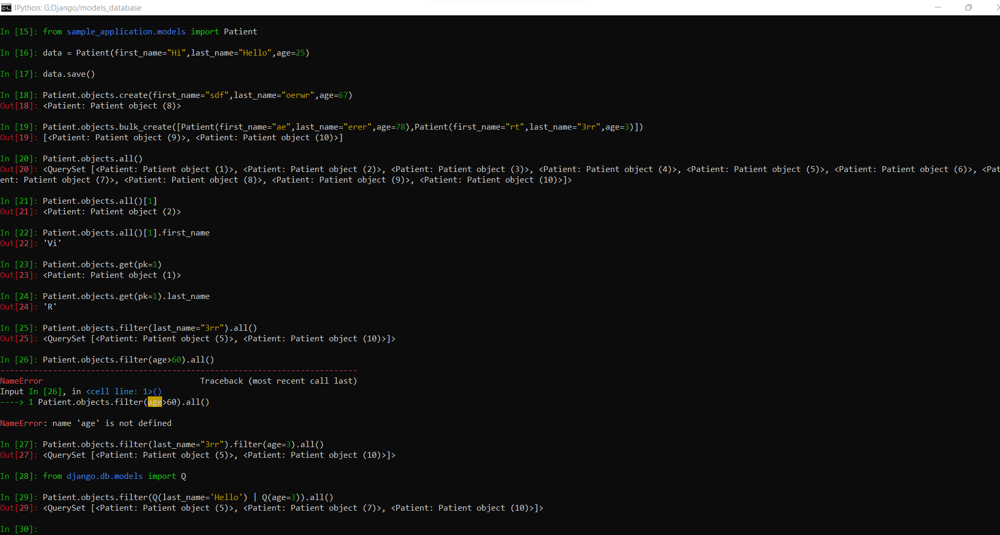 IPython: G:Django/models_database
In [15]: from sample_application.models import Patient
In [16]: data = Patient(first_name="Hi",last_name="Hello",age=25)
In [17]: data.save()
In [18]: Patient.objects.create(first_name="sdf",last_name="oerwr",age=67)
Out[18]: <Patient: Patient object (8)>
In [19]: Patient.objects.bulk_create([Patient(first_name="ae",last_name="erer",age=78),Patient(first_name="rt",last_name="3rr",age=3)])
Out[19]: [<Patient: Patient object (9)>, <Patient: Patient object (10)>]
In [20]: Patient.objects.all()
Out[20]: <QuerySet [<Patient: Patient object (1)>, <Patient: Patient object (2)>, <Patient: Patient object (3)>, <Patient: Patient object (4)>, <Patient: Patient object (5)>, <Patient: Patient object (6)>, <Pat
ent: Patient object (7)>, <Patient: Patient object (8)>, <Patient: Patient object (9)>, <Patient: Patient object (10)>]>
In [21]: Patient.objects.all()[1]
Out[21]: <Patient: Patient object (2)>
In [22]: Patient.objects.all()[1].first_name
Out[22]: 'Vi'
In [23]: Patient.objects.get(pk=1)
Out[23]: <Patient: Patient object (1)>
In [24]: Patient.objects.get(pk=1).last_name
Out[24]: 'R'
In [25]: Patient.objects.filter(last_name="3rr").all()
Out[25]: <QuerySet [<Patient: Patient object (5)>, <Patient: Patient object (10)>]>
In [26]: Patient.objects.filter(age>60).all()
---------------------------------------------------------------------------
NameError                                 Traceback (most recent call last)
Input In [26], in <cell line: 1>()
----> 1 Patient.objects.filter(age>60).all()
NameError: name 'age' is not defined
In [27]: Patient.objects.filter(last_name="3rr").filter(age=3).all()
Out[27]: <QuerySet [<Patient: Patient object (5)>, <Patient: Patient object (10)>]>
In [28]: from django.db.models import Q
In [29]: Patient.objects.filter(Q(last_name='Hello') | Q(age=3)).all()
Out[29]: <QuerySet [<Patient: Patient object (5)>, <Patient: Patient object (7)>, <Patient: Patient object (10)>]>
In [30]: